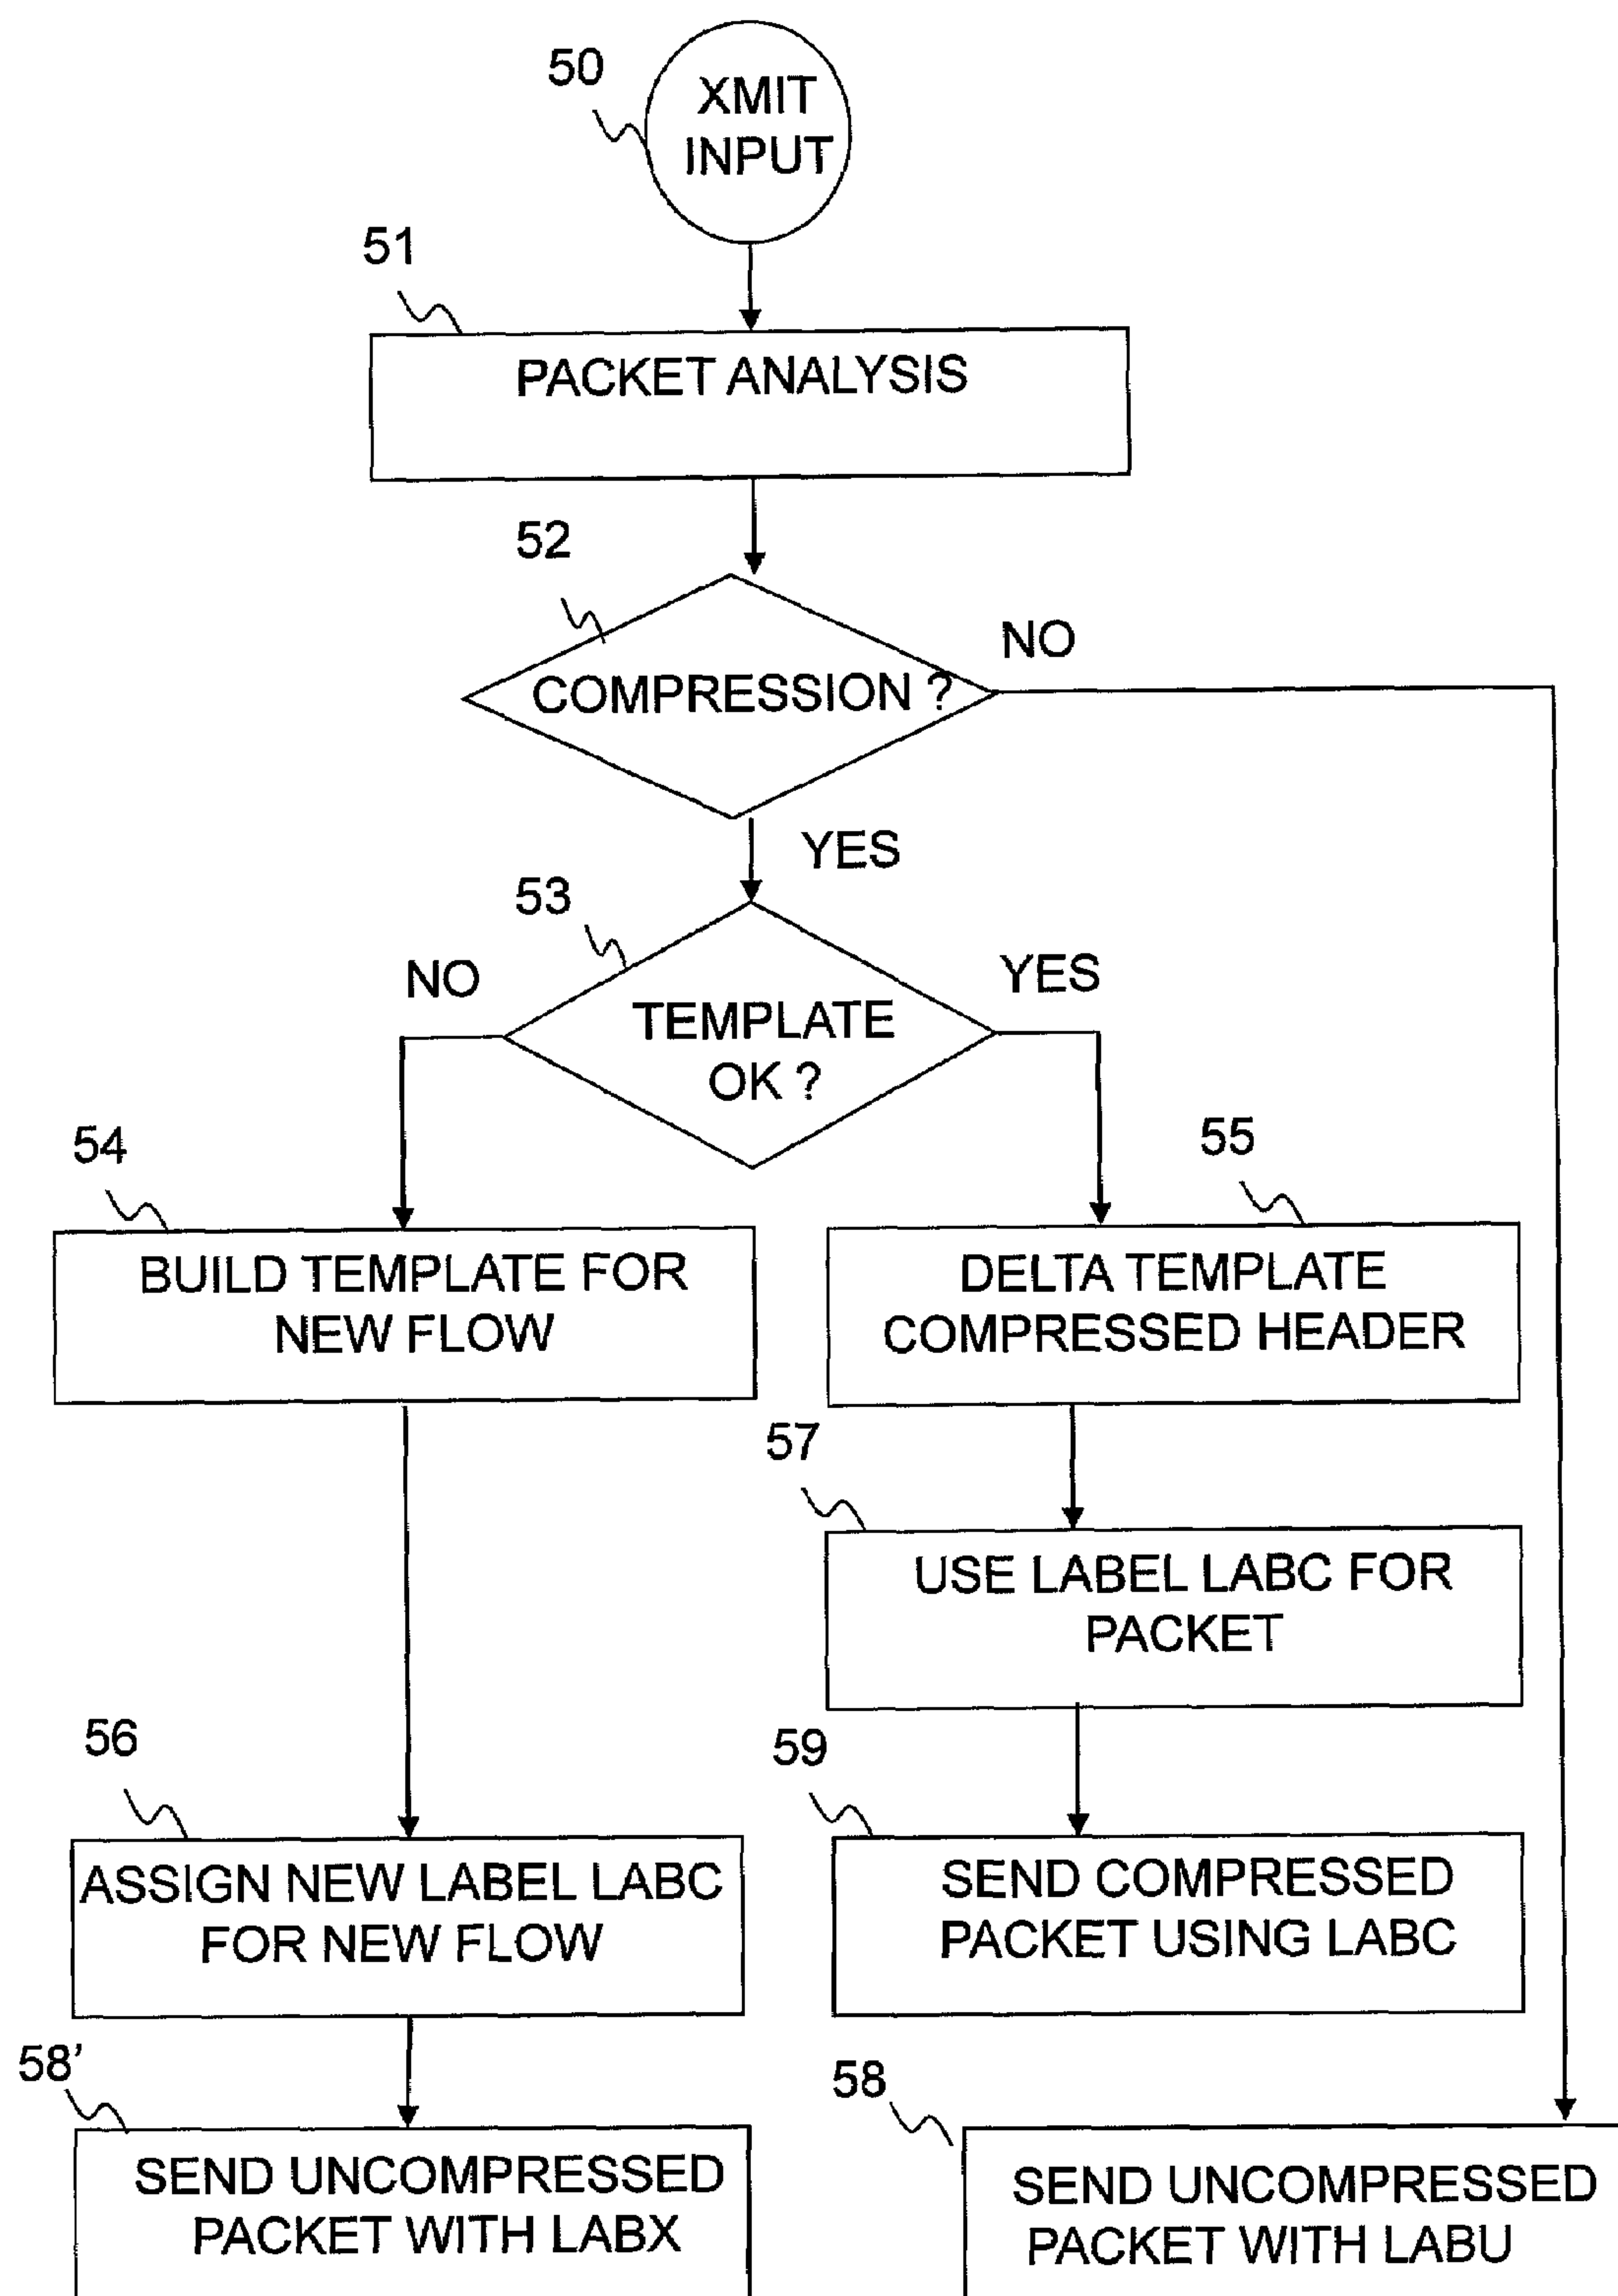 50
XMIT
INPUT
51
PACKET ANALYSIS
52
NO
COMPRESSION ?
YES
53
NO
YES
TEMPLATE
OK ?
54
55
BUILD TEMPLATE FOR
NEW FLOW
DELTA TEMPLATE
COMPRESSED HEADER
57
USE LABEL LABC FOR
PACKET
56
59
ASSIGN NEW LABEL LABC
FOR NEW FLOW
SEND COMPRESSED
PACKET USING LABC
58'
58
SEND UNCOMPRESSED
PACKET WITH LABX
SEND UNCOMPRESSED
PACKET WITH LABU